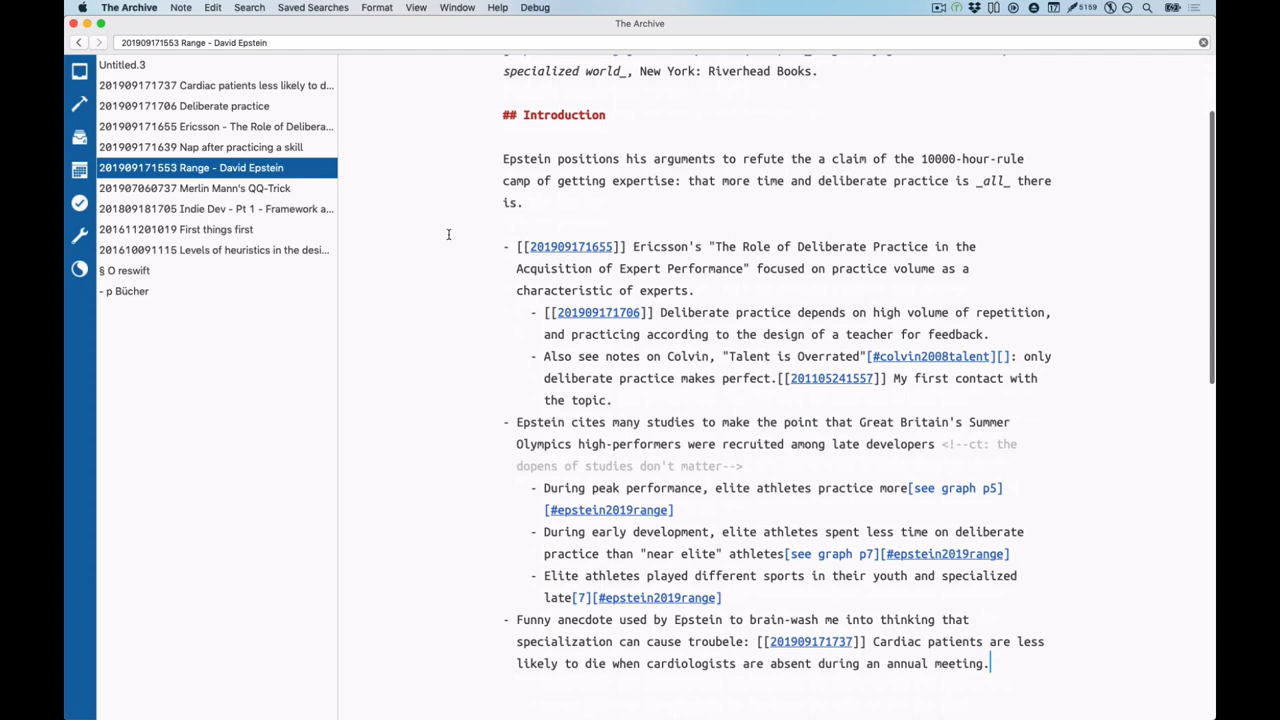 The Archive Note Edit Search Saved Searches Format View Window Help Debug 17 5159
The Archive
201909171553 Range - David Epstein
Untitled.3
201909171737 Cardiac patients less likely to d...
201909171706 Deliberate practice
201909171655 Ericsson - The Role of Delibera...
201909171639 Nap after practicing a skill
201909171553 Range - David Epstein
201907060737 Merlin Mann's QQ-Trick
201809181705 Indie Dev - Pt 1 - Framework a...
201611201019 First things first
201610091115 Levels of heuristics in the desi...
§ O reswift
- p Bücher
specialized world_, New York: Riverhead Books.
## Introduction
Epstein positions his arguments to refute the a claim of the 10000-hour-rule
camp of getting expertise: that more time and deliberate practice is _all_ there
is.
- [[201909171655]] Ericsson's "The Role of Deliberate Practice in the
Acquisition of Expert Performance" focused on practice volume as a
characteristic of experts.
- [[201909171706]] Deliberate practice depends on high volume of repetition,
and practicing according to the design of a teacher for feedback.
- Also see notes on Colvin, "Talent is Overrated"[#colvin2008talent][]: only
deliberate practice makes perfect.[[201105241557]] My first contact with
the topic.
- Epstein cites many studies to make the point that Great Britain's Summer
Olympics high-performers were recruited among late developers <!--ct: the
dopens of studies don't matter-->
- During peak performance, elite athletes practice more[see graph p5]
[#epstein2019range]
- During early development, elite athletes spent less time on deliberate
practice than "near elite" athletes[see graph p7][#epstein2019range]
- Elite athletes played different sports in their youth and specialized
late[7][#epstein2019range]
- Funny anecdote used by Epstein to brain-wash me into thinking that
specialization can cause troubele: [[201909171737]] Cardiac patients are less
likely to die when cardiologists are absent during an annual meeting.